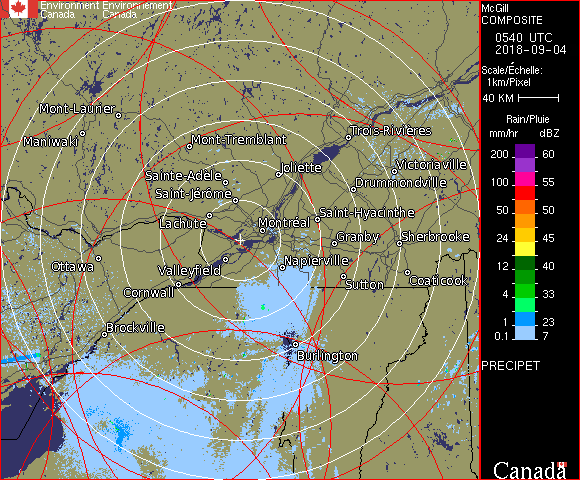 Environment Environnement
Canada Canada
McGill
COMPOSITE
0540 UTC
2018-09-04
Scale/Échelle:
1km/Pixel
40 KM
Rain/Pluie
mm/hr dBZ
200 60
100 55
50 50
24 45
12 40
4 33
1 23
0.1 7
PRECIPET
Canada
Mont-Laurier
Maniwaki
Mont-Tremblant
Trois-Rivières
Sainte-Adèle
Joliette
Victoriaville
Saint-Jérôme
Drummondville
Lachute
Montréal
Saint-Hyacinthe
Granby
Sherbrooke
Ottawa
Valleyfield
Napierville
Cornwall
Sutton
Coaticook
Brockville
Burlington